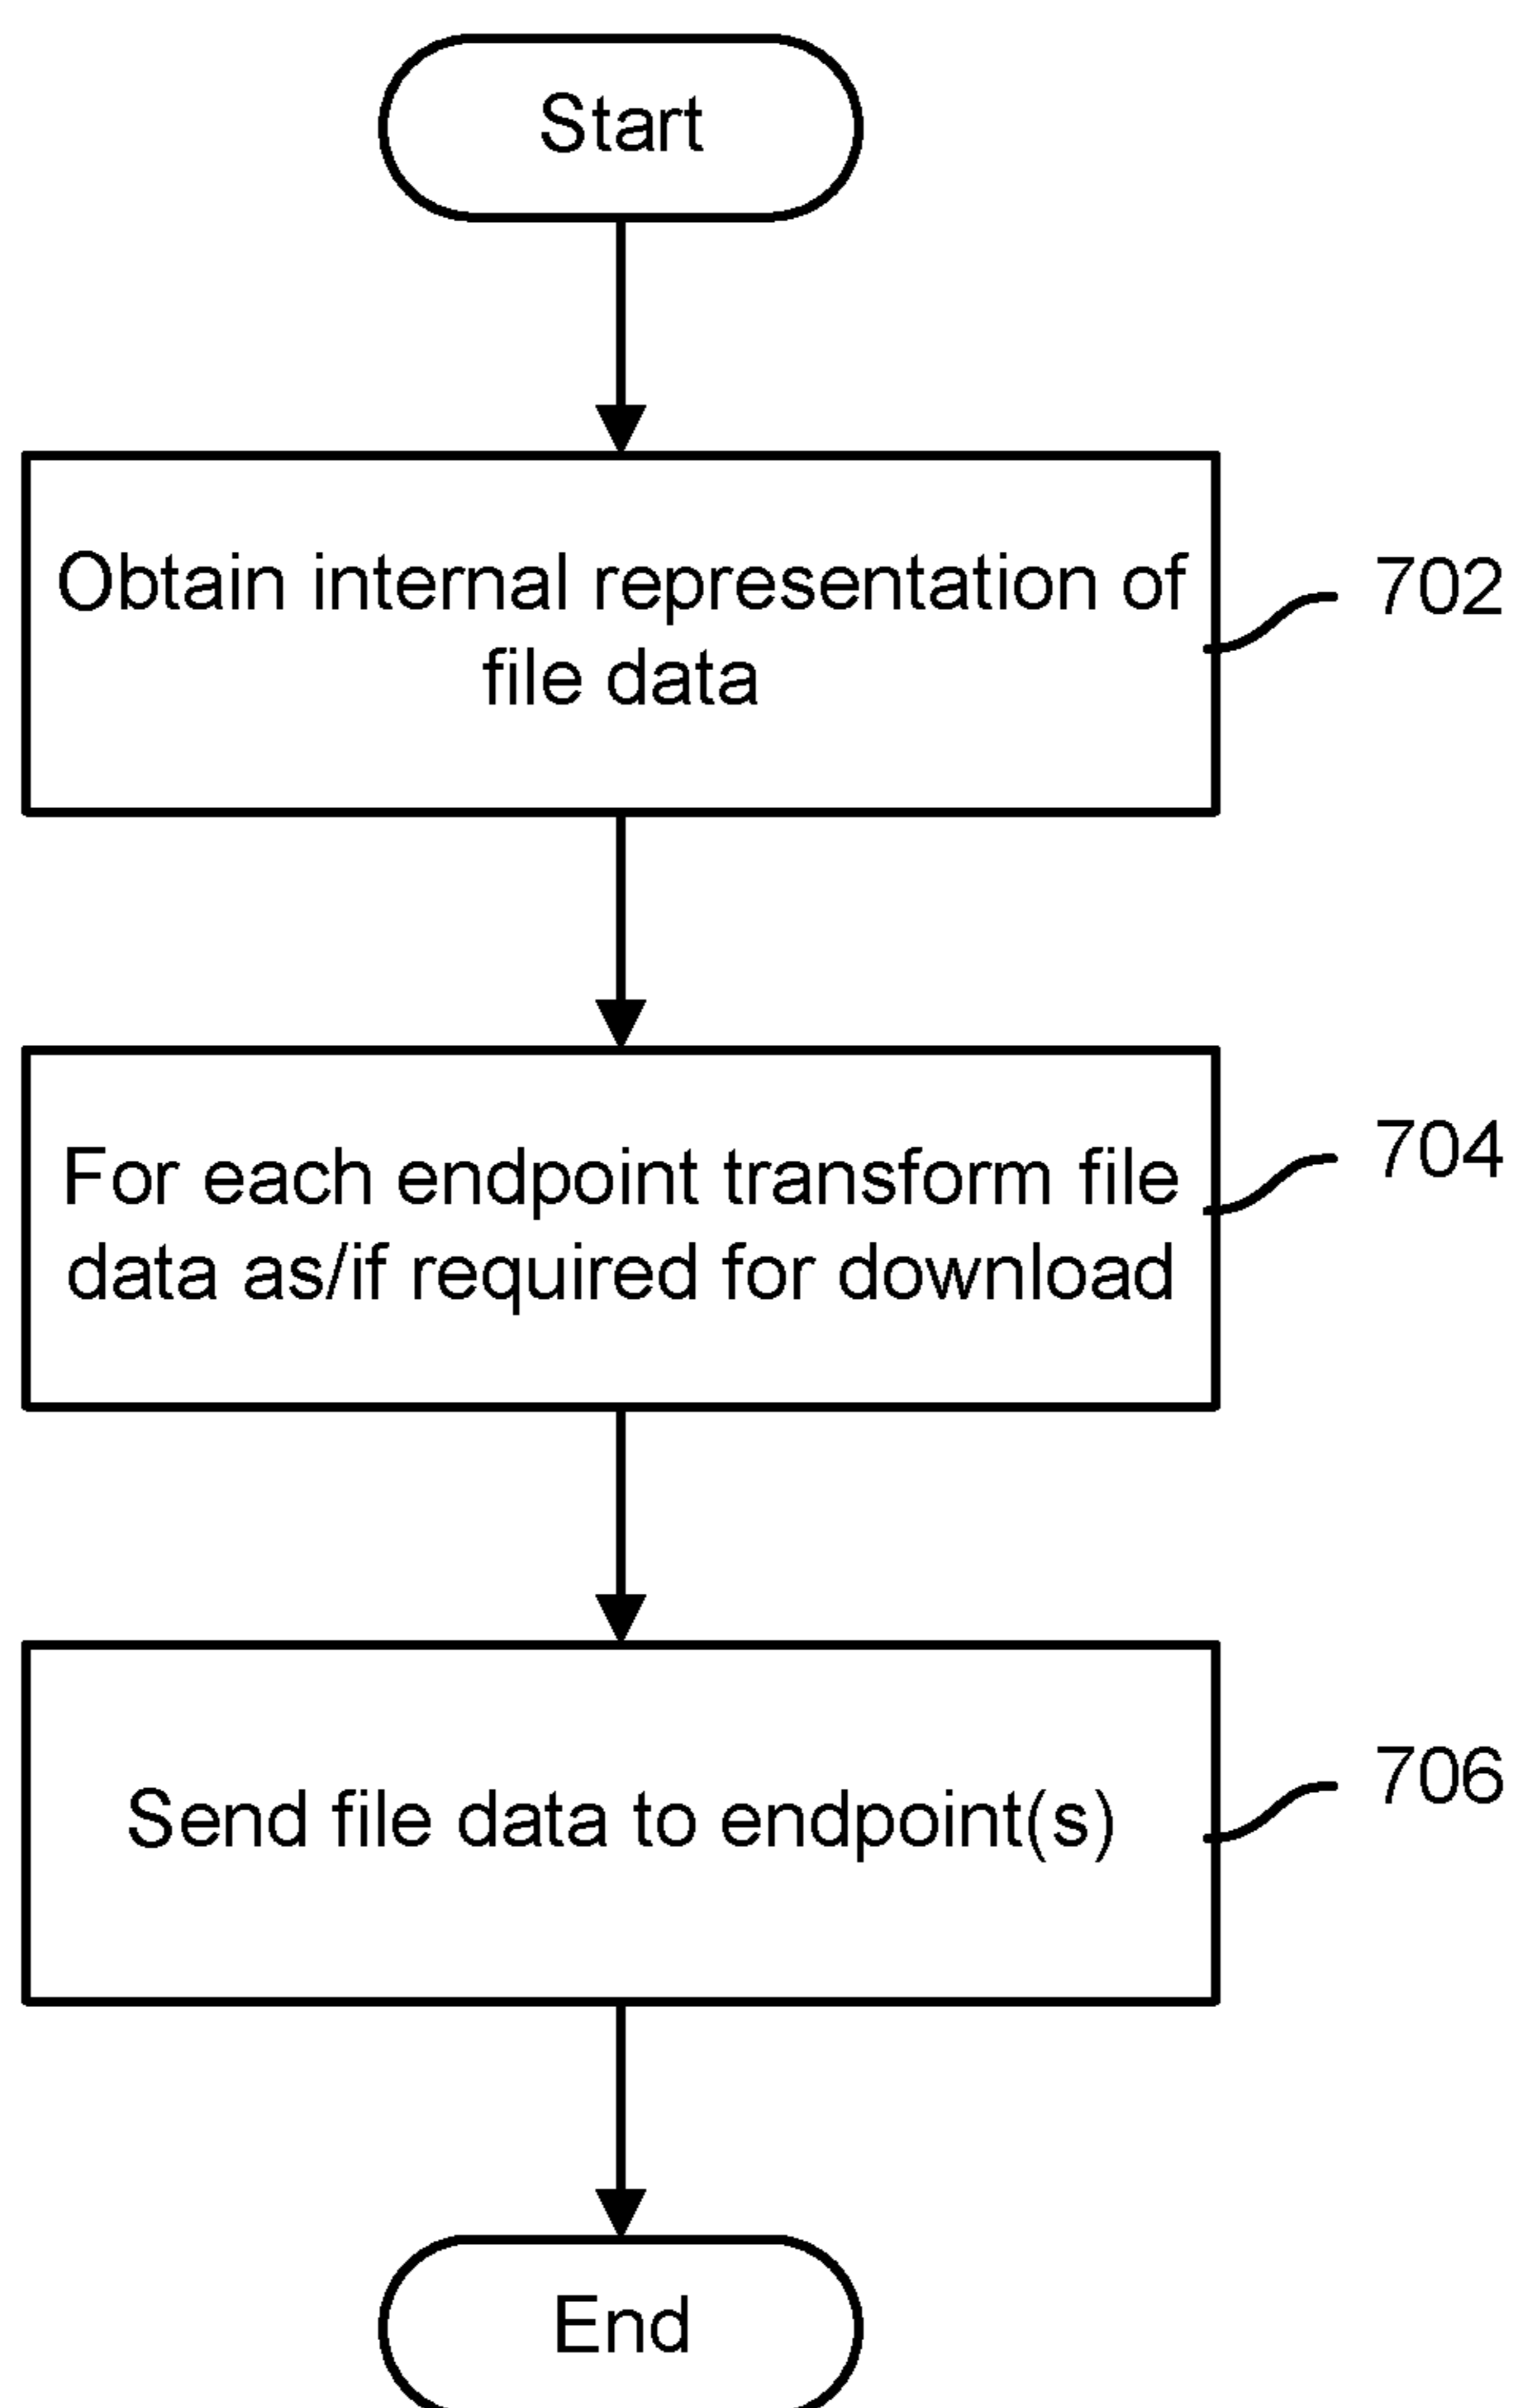 Start
Obtain internal representation of
file data
702
For each endpoint transform file
data as/if required for download
704
Send file data to endpoint(s)
706
End